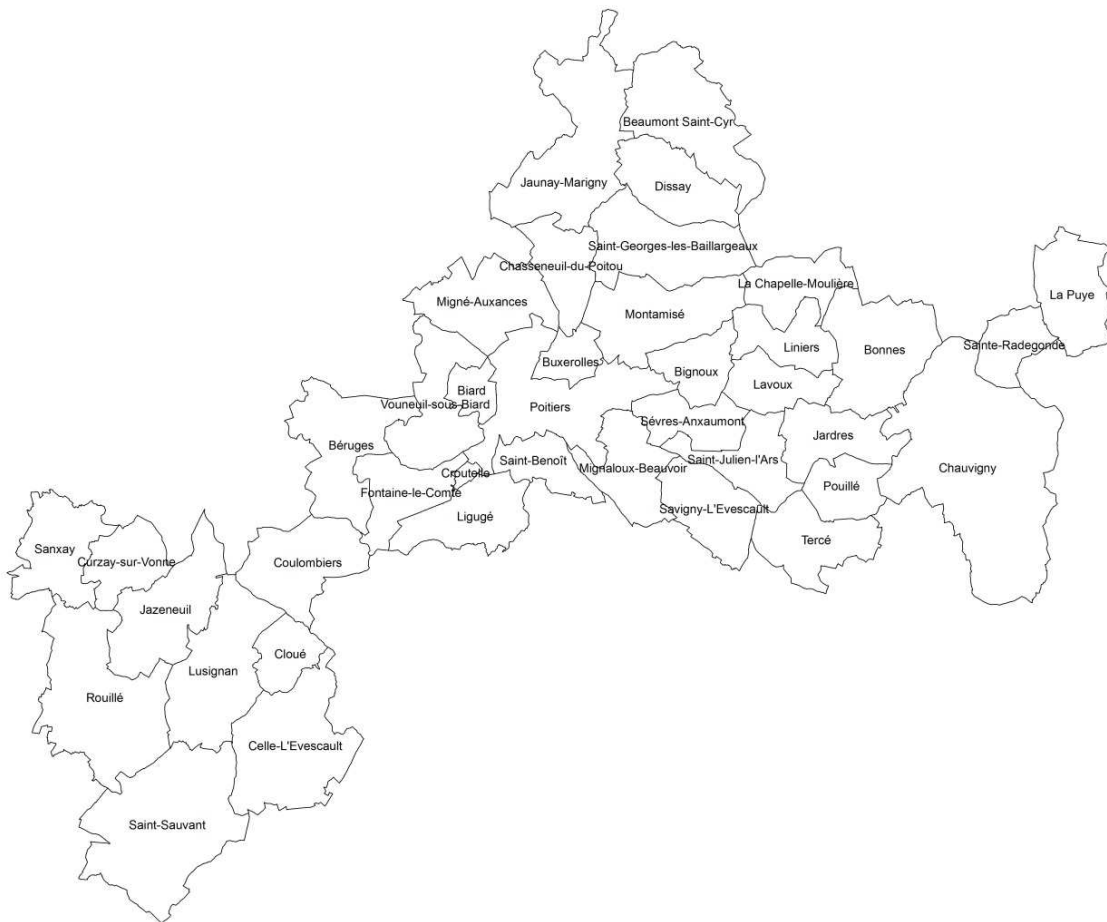 Beaumont Saint-Cyr
Jaunay-Marigny
Dissay
Saint-Georges-les-Baillargeaux
Chasseneuil-du-Poitou
La Chapelle-Moulière
La Puye
Migné-Auxances
Montamisé
Sainte-Radegonde
Liniers
Bonnes
Buxerolles
Bignoux
Lavoux
Biard
Vouneuil-sous-Biard
Poitiers
Sèvres-Anxaumont
Jardres
Béruges
Saint-Benoît
Saint-Julien-l'Ars
Mignaloux-Beauvoir
Chauvigny
Croutelle
Fontaine-le-Comte
Pouillé
Savigny-L'Evescault
Ligugé
Tercé
Sanxay
Curzay-sur-Vonne
Coulombiers
Jazeneuil
Cloué
Lusignan
Rouillé
Celle-L'Evescault
Saint-Sauvant